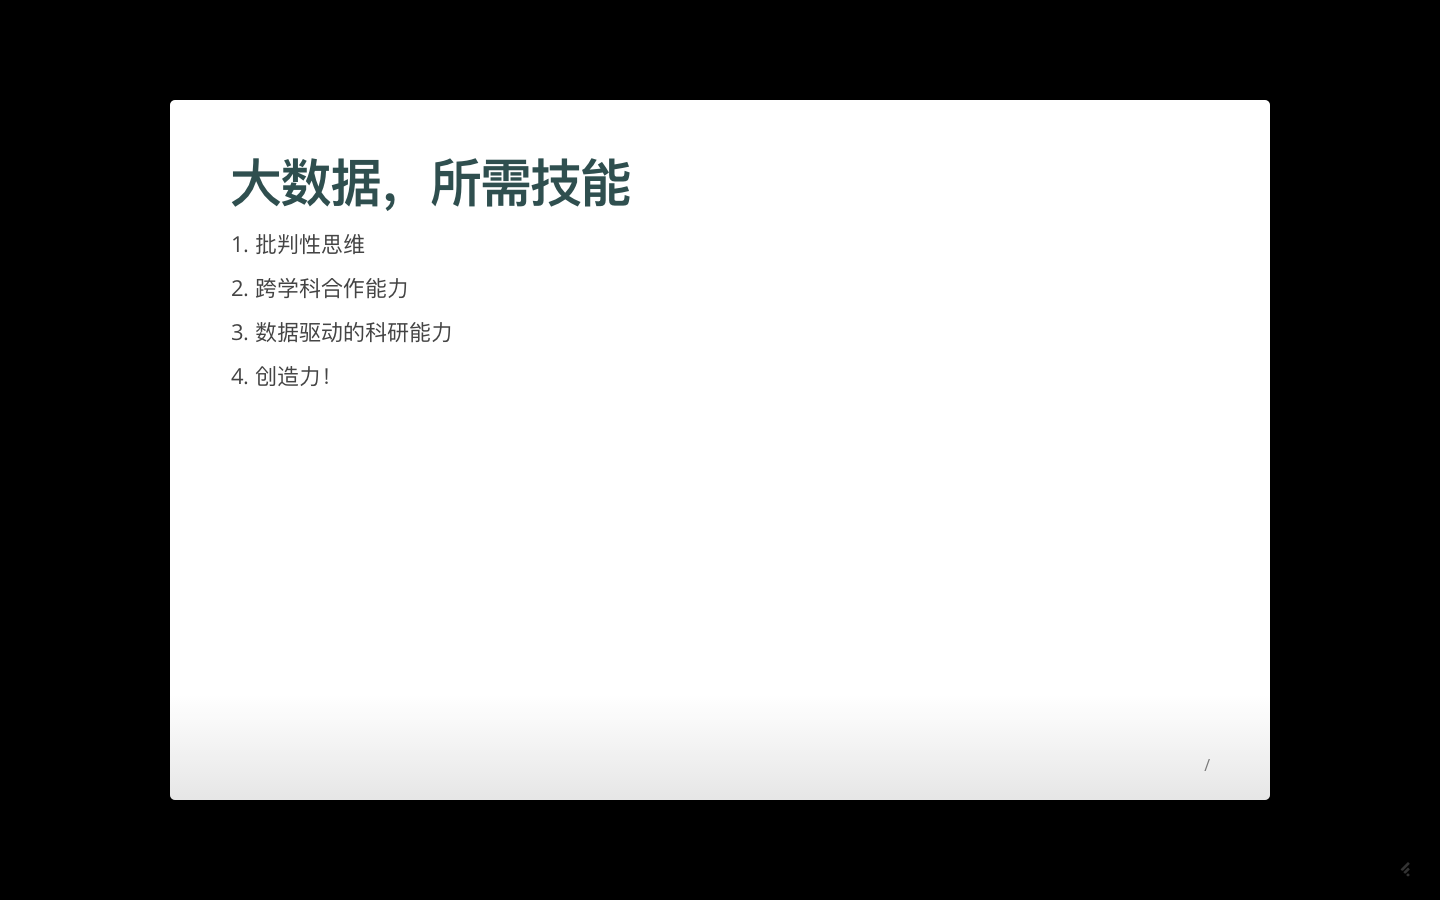 大数据，所需技能
1. 批判性思维
2. 跨学科合作能力
3. 数据驱动的科研能力
4. 创造力！
/